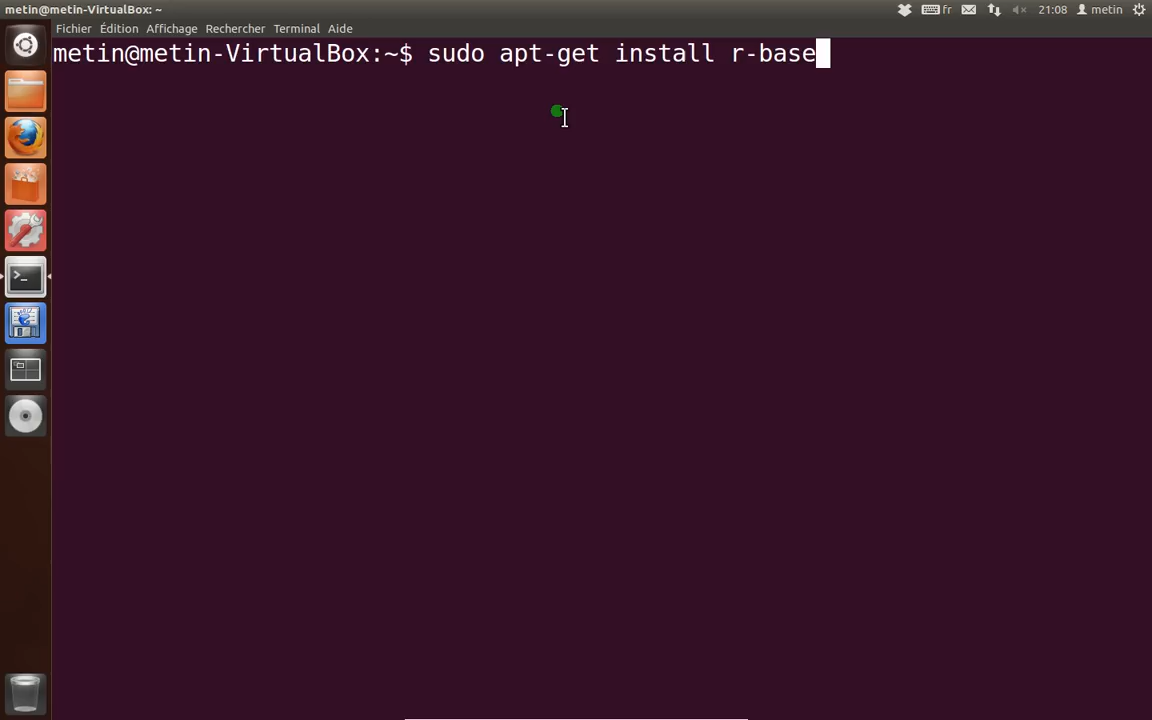 metin@metin-VirtualBox: ~
fr
21:08
metin
Fichier Édition Affichage Rechercher Terminal Aide
metin@metin-VirtualBox:~$ sudo apt-get install r-base
>_